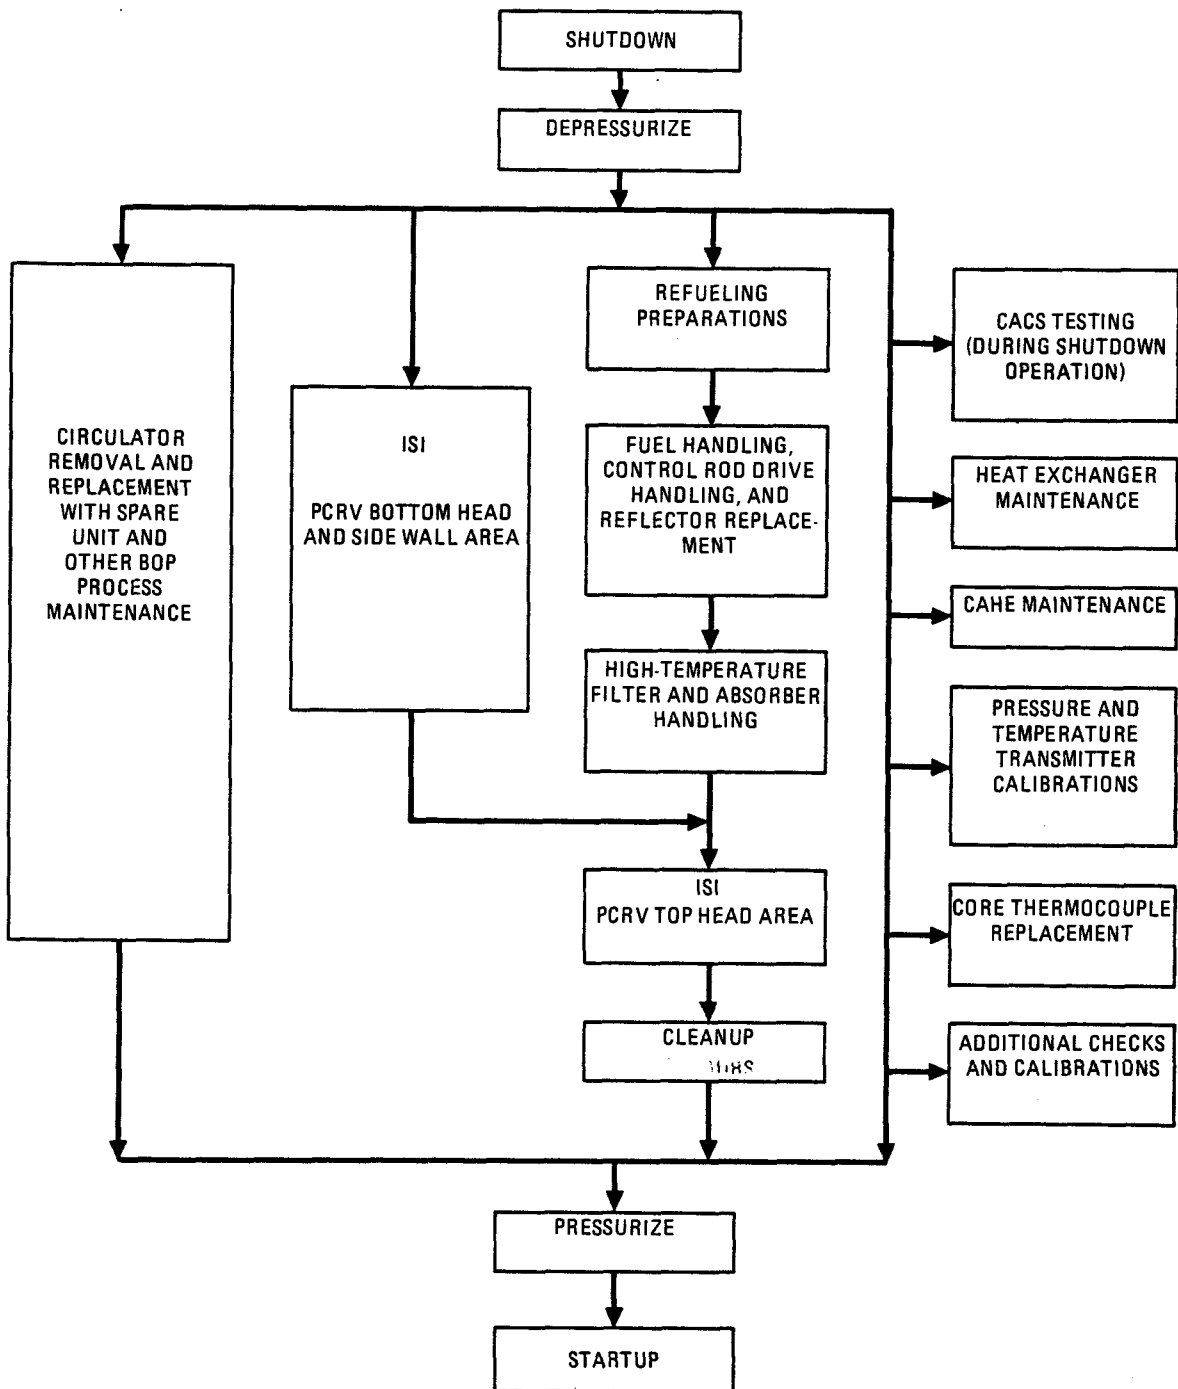 SHUTDOWN
DEPRESSURIZE
CIRCULATOR
REMOVAL AND
REPLACEMENT
WITH SPARE
UNIT AND
OTHER BOP
PROCESS
MAINTENANCE
ISI
PCRV BOTTOM HEAD
AND SIDE WALL AREA
REFUELING
PREPARATIONS
FUEL HANDLING,
CONTROL ROD DRIVE
HANDLING, AND
REFLECTOR REPLACE-
MENT
HIGH-TEMPERATURE
FILTER AND ABSORBER
HANDLING
ISI
PCRV TOP HEAD AREA
CLEANUP
CACS TESTING
(DURING SHUTDOWN
OPERATION)
HEAT EXCHANGER
MAINTENANCE
CAHE MAINTENANCE
PRESSURE AND
TEMPERATURE
TRANSMITTER
CALIBRATIONS
CORE THERMOCOUPLE
REPLACEMENT
ADDITIONAL CHECKS
AND CALIBRATIONS
PRESSURIZE
STARTUP